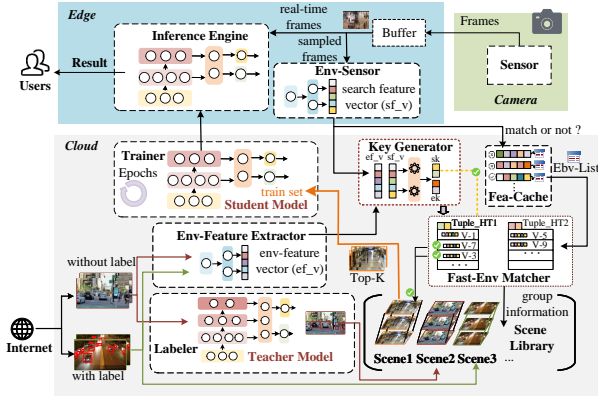 Edge
real-time
frames
Frames
Inference Engine
sampled
frames
Buffer
Sensor
Camera
Result
Users
Env-Sensor
search feature
vector (sf_v)
Cloud
match or not ?
Trainer
Epochs
Student Model
train set
Key Generator
ef_v
sf_v
sk
ek
Ebv-List
Fea-Cache
Env-Feature Extractor
env-feature
vector (ef_v)
Tuple_HT1
V-1
V-7
V-3
Tuple_HT2
V-5
V-9
Fast-Env Matcher
without label
Top-K
Internet
with label
Labeler
Teacher Model
Scene1
Scene2
Scene3
group
information
Scene
Library
...